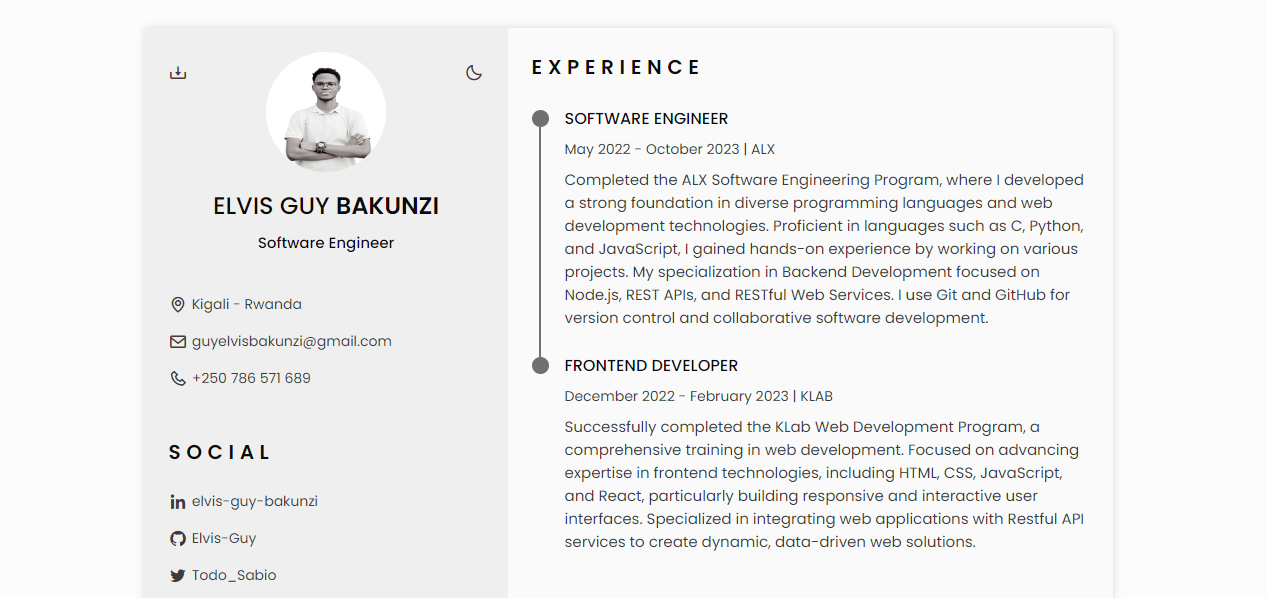 ELVIS GUY BAKUNZI
Software Engineer
Kigali - Rwanda
guyelvisbakunzi@gmail.com
+250 786 571 689
SOCIAL
elvis-guy-bakunzi
Elvis-Guy
Todo_Sabio
EXPERIENCE
SOFTWARE ENGINEER
May 2022 - October 2023 | ALX
Completed the ALX Software Engineering Program, where I developed
a strong foundation in diverse programming languages and web
development technologies. Proficient in languages such as C, Python,
and JavaScript, I gained hands-on experience by working on various
projects. My specialization in Backend Development focused on
Node.js, REST APIs, and RESTful Web Services. I use Git and GitHub for
version control and collaborative software development.
FRONTEND DEVELOPER
December 2022 - February 2023 | KLAB
Successfully completed the KLab Web Development Program, a
comprehensive training in web development. Focused on advancing
expertise in frontend technologies, including HTML, CSS, JavaScript,
and React, particularly building responsive and interactive user
interfaces. Specialized in integrating web applications with Restful API
services to create dynamic, data-driven web solutions.